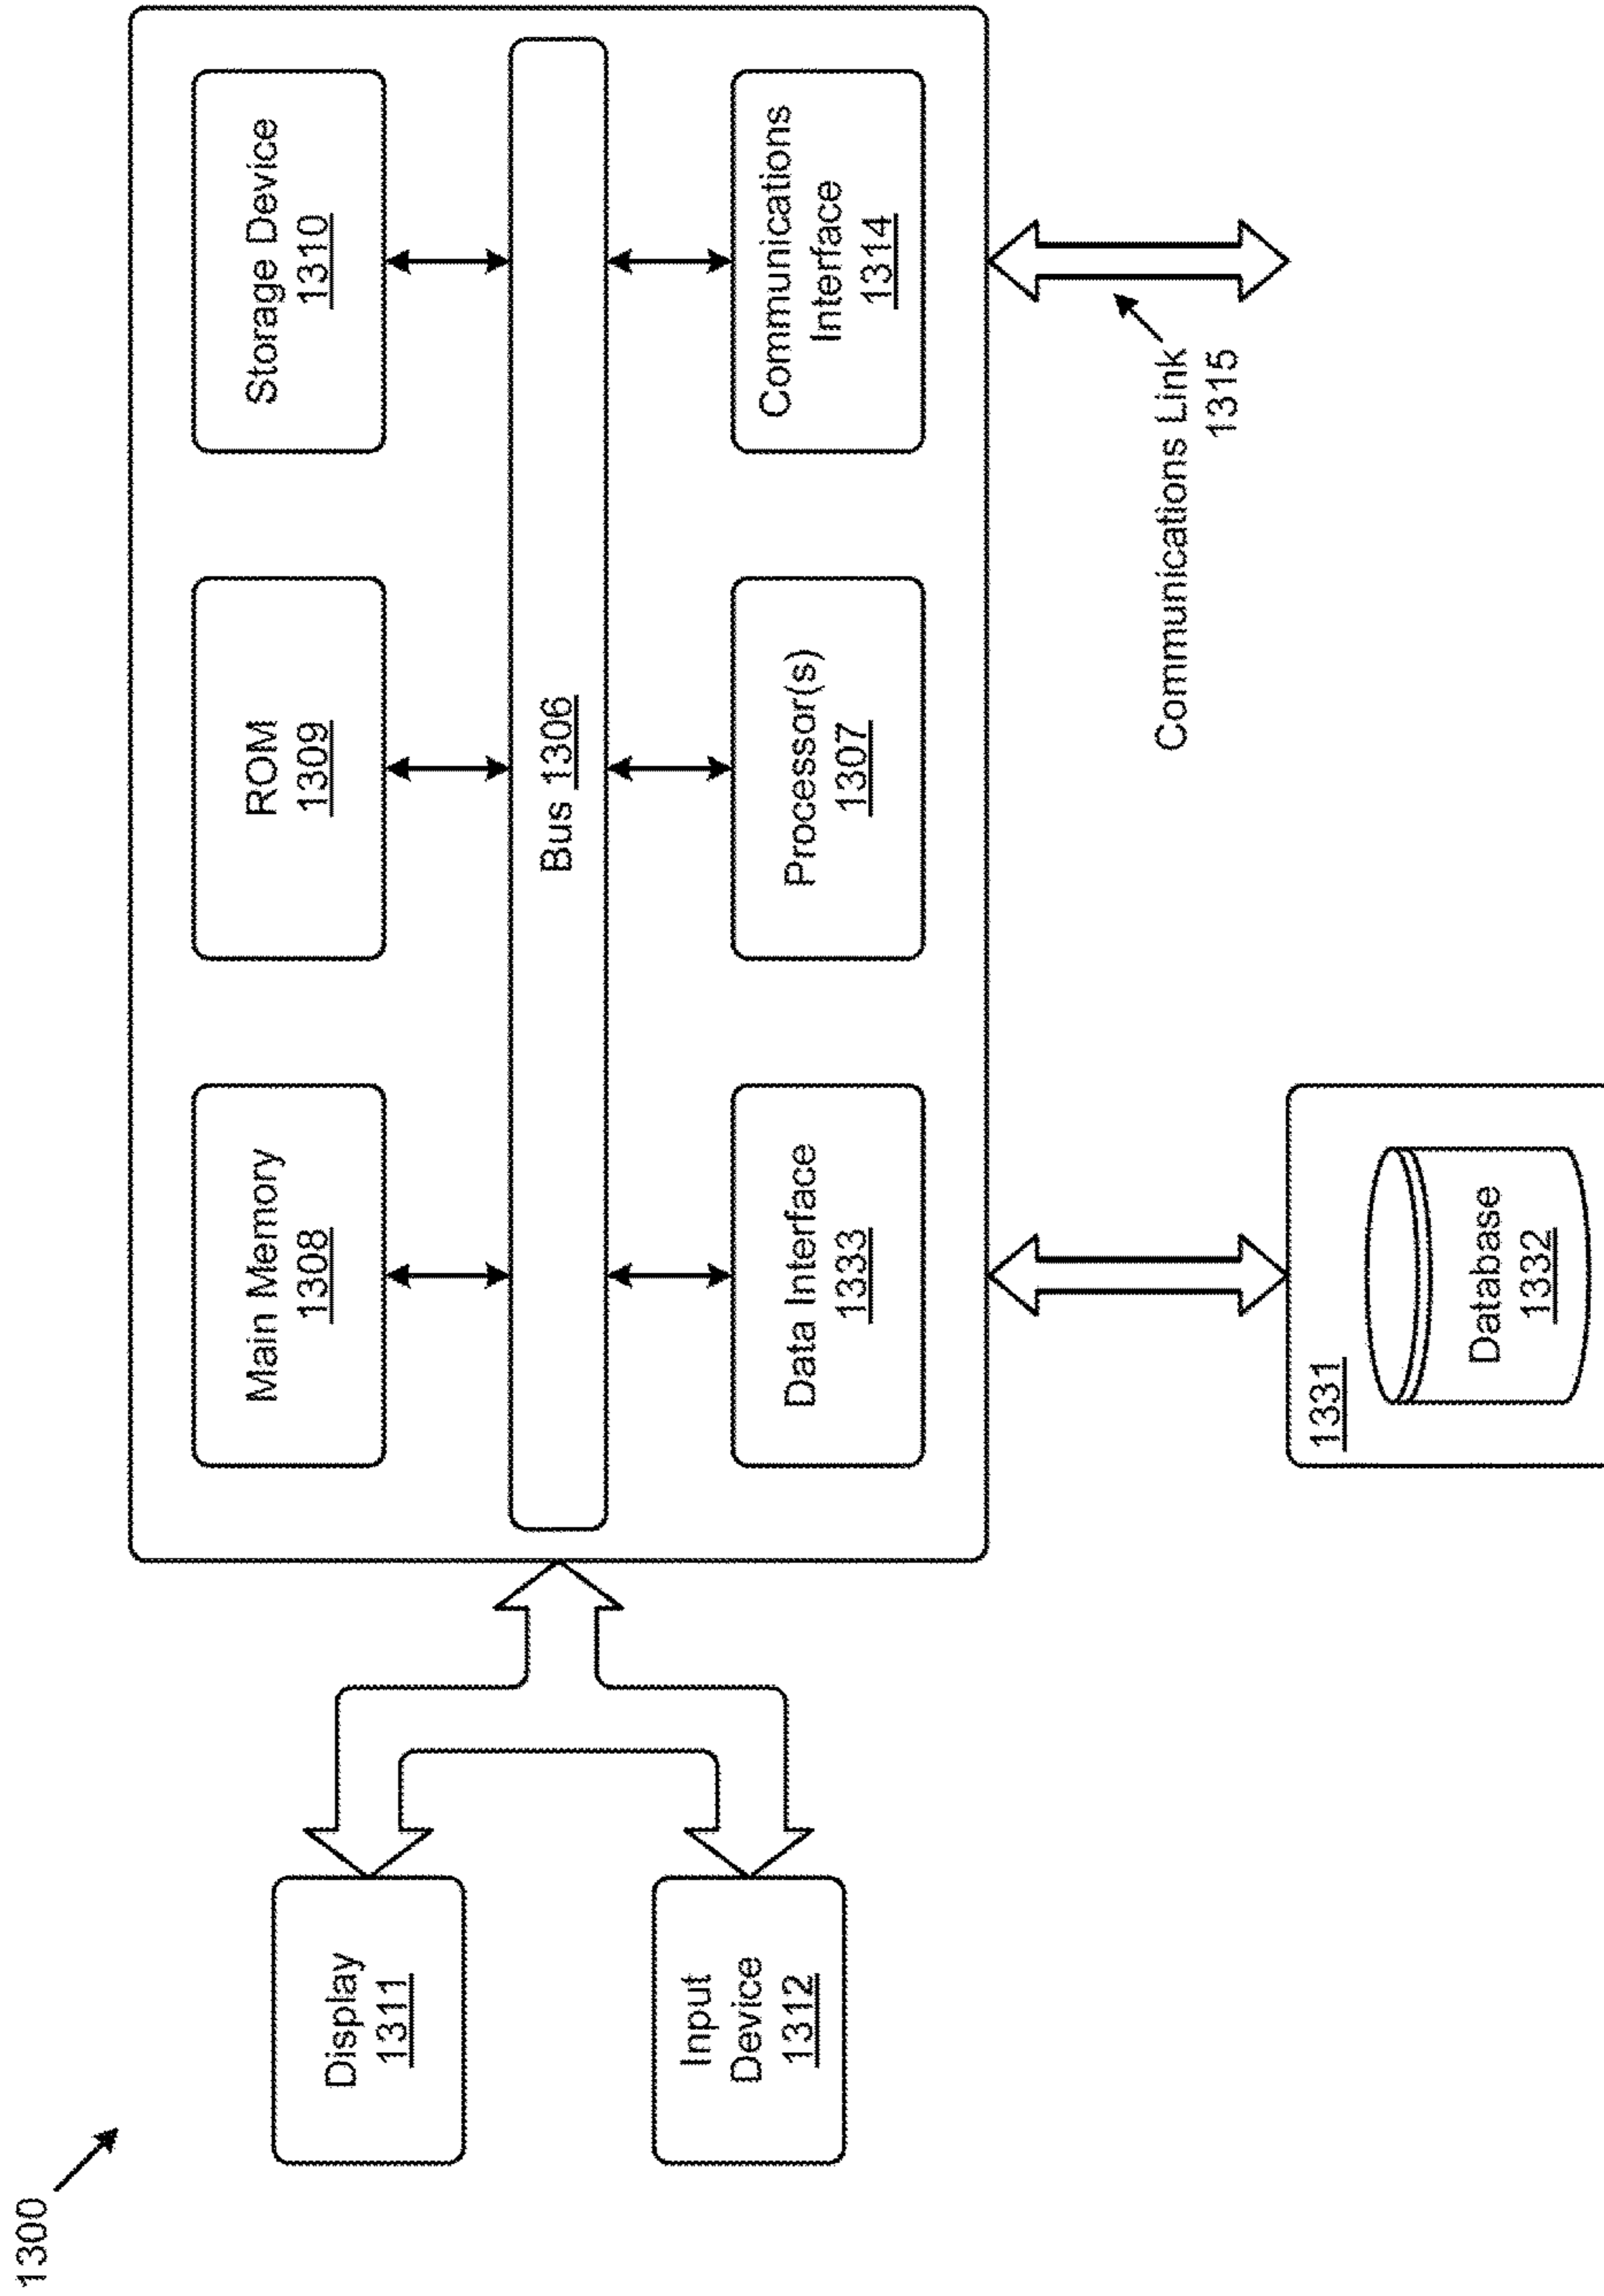 1300
Display
1311
Input
Device
1312
Main Memory
1308
ROM
1309
Storage Device
1310
Bus 1306
Data Interface
1333
Processor(s)
1307
Communications
Interface
1314
Communications Link
1315
1331
Database
1332